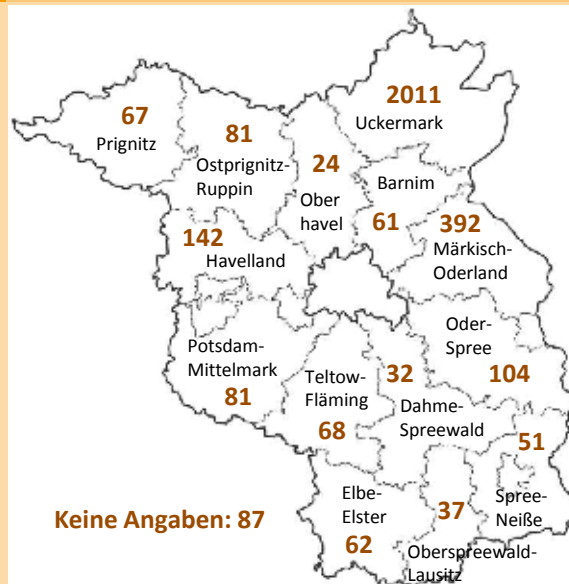 2011
Uckermark
67
Prignitz
81
Ostprignitz-
Ruppin
24
Ober
havel
Barnim
61
392
Märkisch-
Oderland
142
Havelland
Oder-
Spree
104
Potsdam-
Mittelmark
81
Teltow-
Fläming
68
32
Dahme-
Spreewald
51
Spree-
Neiße
Elbe-
Elster
62
37
Oberspreewald-
Lausitz
Keine Angaben: 87